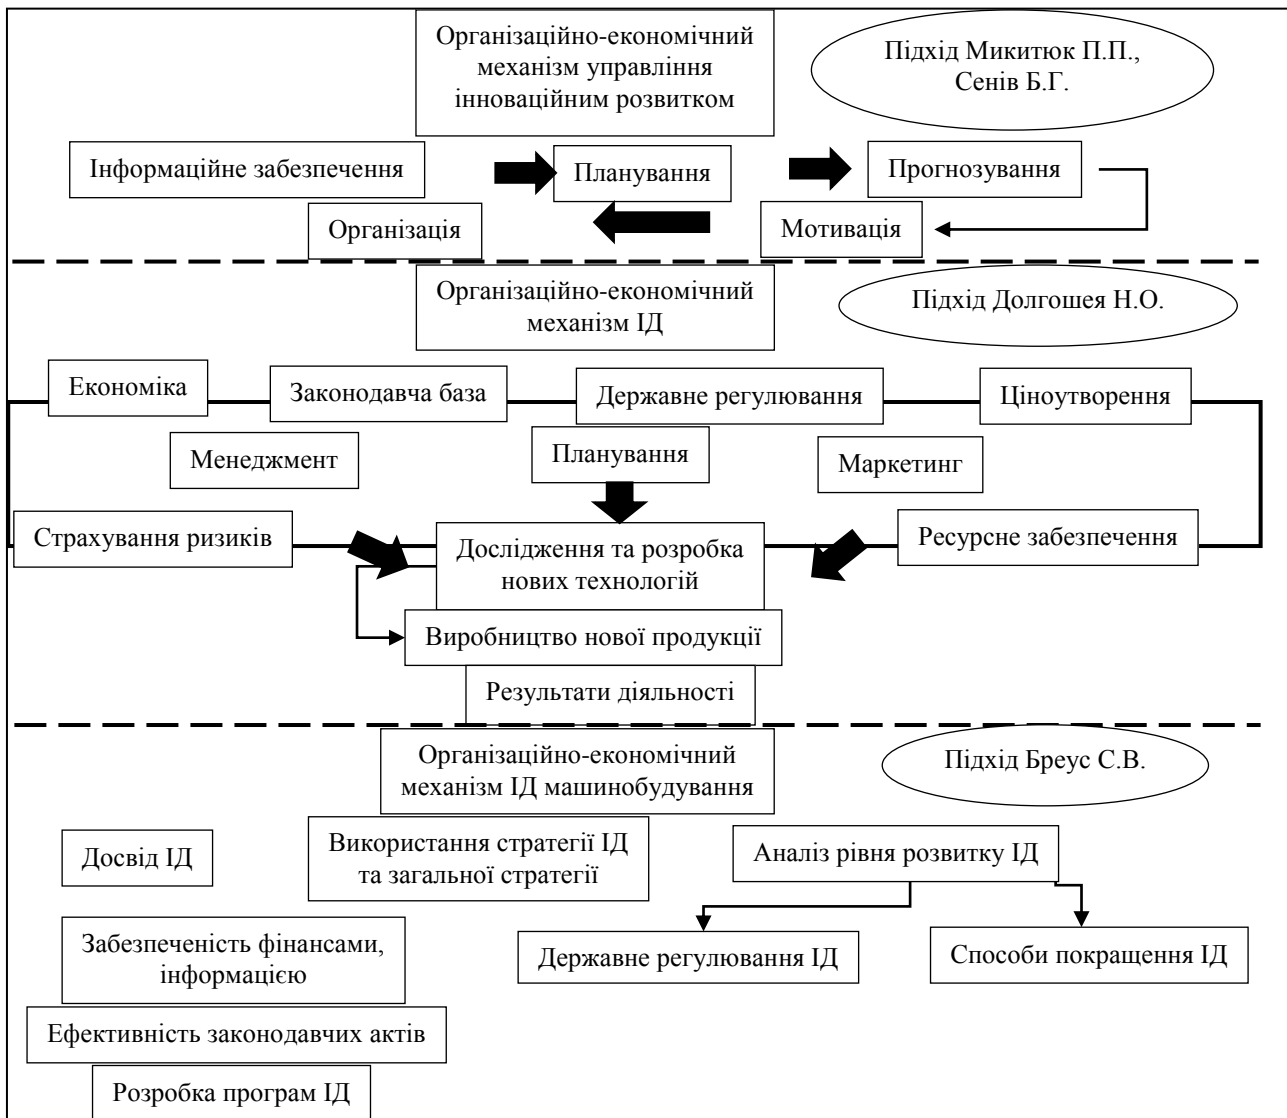 Організаційно-економічний
механізм управління
інноваційним розвитком
Підхід Микитюк П.П.,
Сенів Б.Г.
Інформаційне забезпечення
Планування
Прогнозування
Організація
Мотивація
Організаційно-економічний
механізм ІД
Підхід Долгошея Н.О.
Економіка
Законодавча база
Державне регулювання
Ціноутворення
Менеджмент
Планування
Маркетинг
Страхування ризиків
Дослідження та розробка
нових технологій
Ресурсне забезпечення
Виробництво нової продукції
Результати діяльності
Організаційно-економічний
механізм ІД машинобудування
Підхід Бреус С.В.
Досвід ІД
Використання стратегії ІД
та загальної стратегії
Аналіз рівня розвитку ІД
Забезпеченість фінансами,
інформацією
Державне регулювання ІД
Способи покращення ІД
Ефективність законодавчих актів
Розробка програм ІД